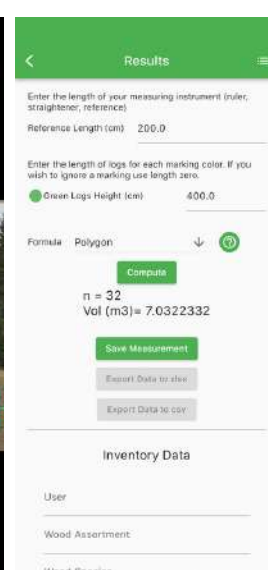 Results
Enter the length of your measuring instrument (ruler,
straightener, reference)
Reference Length (cm) 200.0
Enter the length of logs for each marking color. If you
wish to ignore a marking use length zero.
Green Logs Height (cm) 400.0
Formula Polygon
Compute
n = 32
Vol (m3)= 7.0322332
Save Measurement
Export Data to xlsx
Export Data to csv
Inventory Data
User
Wood Assortment
Wood Species